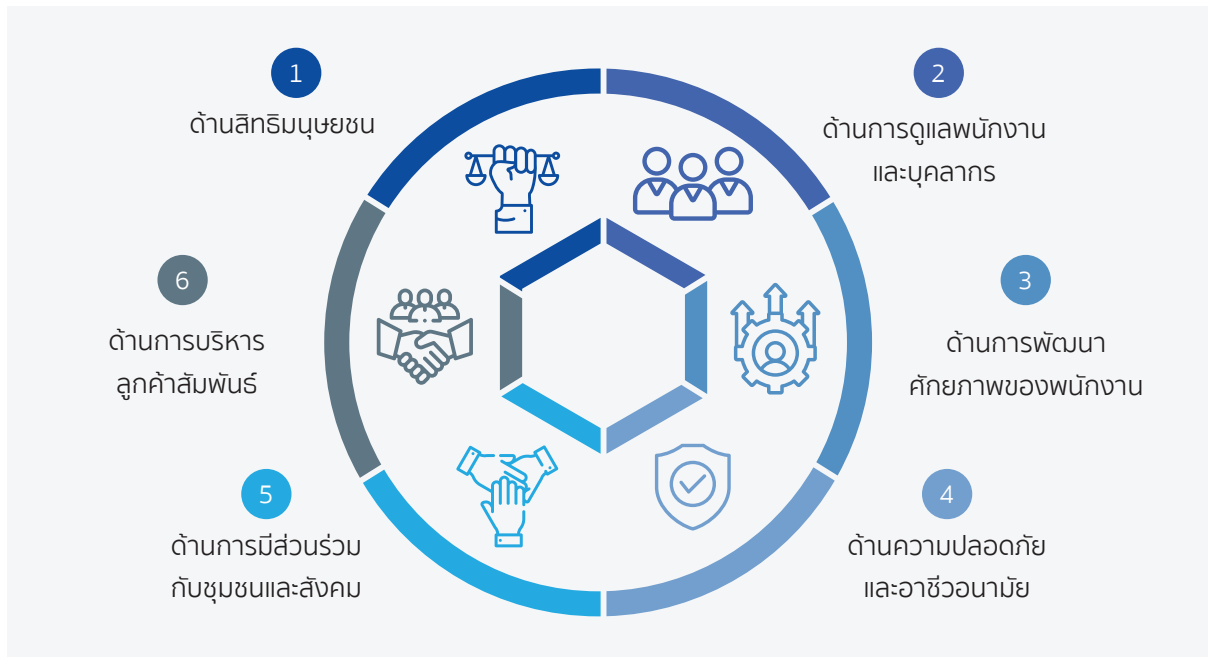 1
ด้านสิทธิมนุษยชน
2
ด้านการดูแลพนักงาน
และบุคลากร
3
ด้านการพัฒนา
ศักยภาพของพนักงาน
4
ด้านความปลอดภัย
และอาชีวอนามัย
5
ด้านการมีส่วนร่วม
กับชุมชนและสังคม
6
ด้านการบริหาร
ลูกค้าสัมพันธ์